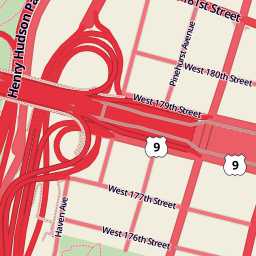 181st Street
Henry Hudson Pa
Pinehurst Avenue
West 180th Street
West 179th Street
9
9
West 177th Street
Haven Ave
West 176th Street